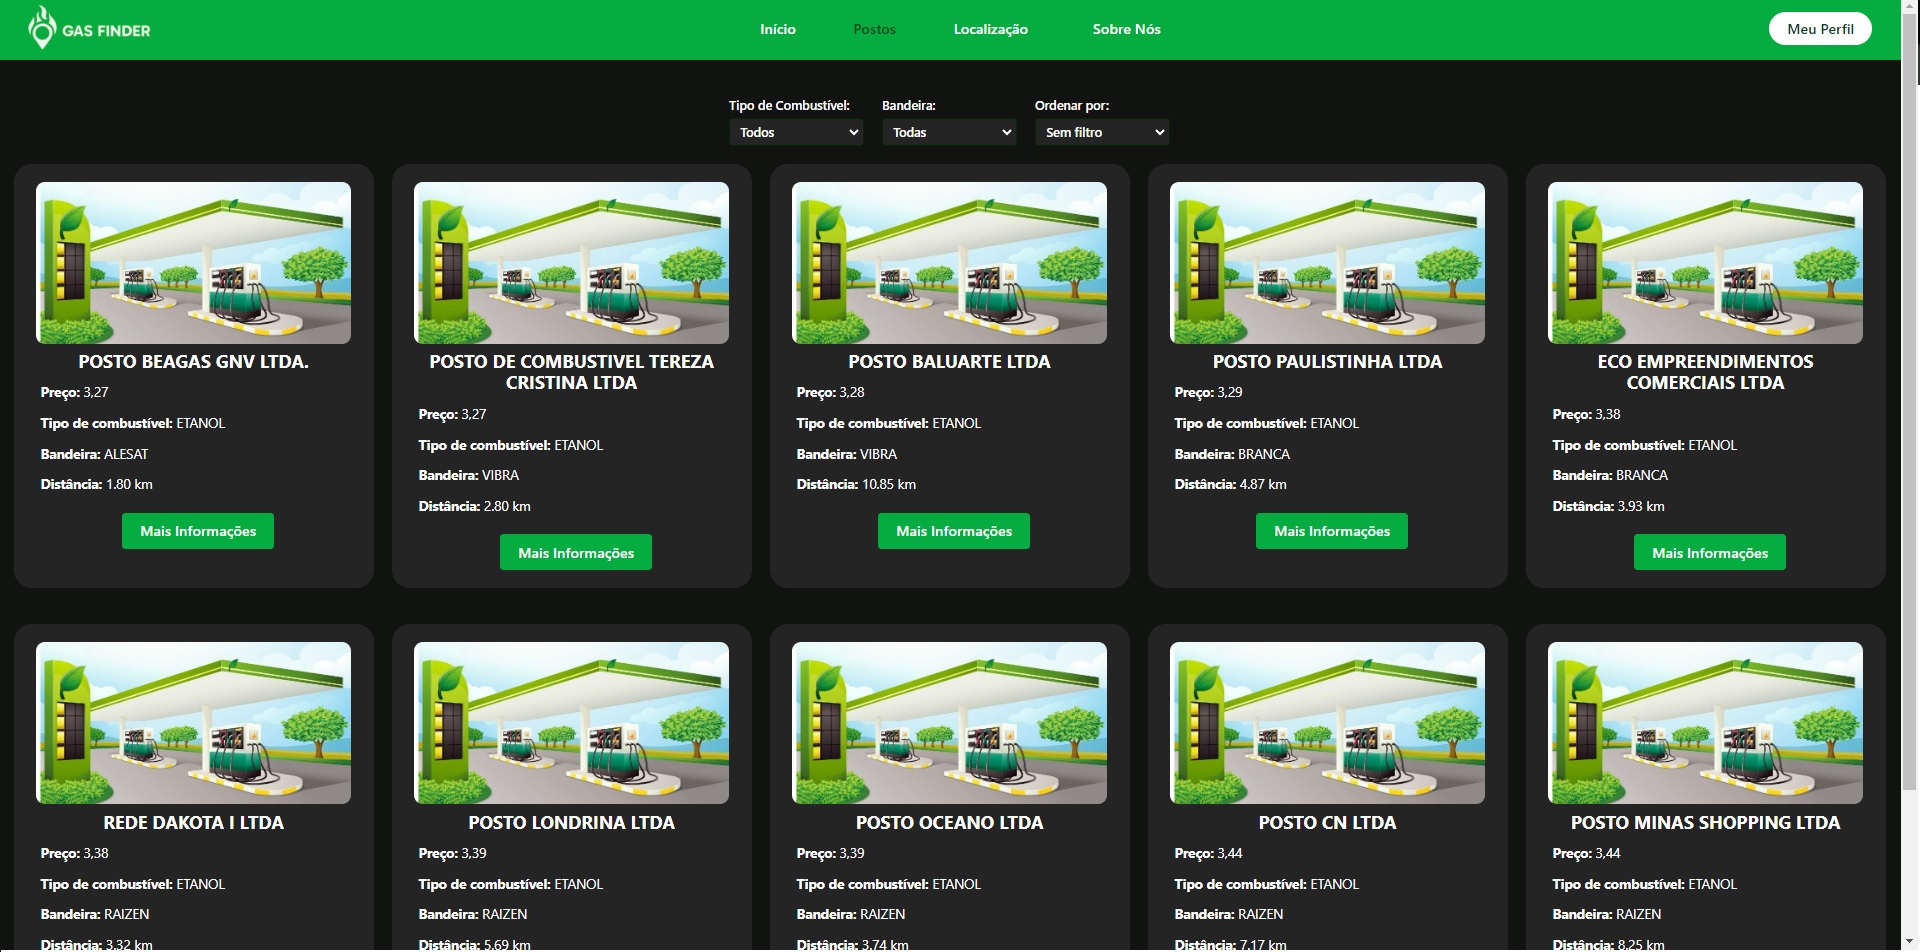 GAS FINDER
Início
Postos
Localização
Sobre Nós
Meu Perfil
Tipo de Combustível:
Bandeira:
Ordenar por:
Todos
Todas
Sem filtro
POSTO BEAGAS GNV LTDA.
Preço: 3,27
Tipo de combustível: ETANOL
Bandeira: ALESAT
Distância: 1.80 km
Mais Informações
POSTO DE COMBUSTIVEL TEREZA
CRISTINA LTDA
Preço: 3,27
Tipo de combustível: ETANOL
Bandeira: VIBRA
Distância: 2.80 km
Mais Informações
POSTO BALUARTE LTDA
Preço: 3,28
Tipo de combustível: ETANOL
Bandeira: VIBRA
Distância: 10.85 km
Mais Informações
POSTO PAULISTINHA LTDA
Preço: 3,29
Tipo de combustível: ETANOL
Bandeira: BRANCA
Distância: 4.87 km
Mais Informações
ECO EMPREENDIMENTOS
COMERCIAIS LTDA
Preço: 3,38
Tipo de combustível: ETANOL
Bandeira: BRANCA
Distância: 3.93 km
Mais Informações
REDE DAKOTA I LTDA
Preço: 3,38
Tipo de combustível: ETANOL
Bandeira: RAIZEN
Distância: 3.32 km
POSTO LONDRINA LTDA
Preço: 3,39
Tipo de combustível: ETANOL
Bandeira: RAIZEN
Distância: 5.69 km
POSTO OCEANO LTDA
Preço: 3,39
Tipo de combustível: ETANOL
Bandeira: RAIZEN
Distância: 3.74 km
POSTO CN LTDA
Preço: 3,44
Tipo de combustível: ETANOL
Bandeira: RAIZEN
Distância: 7.17 km
POSTO MINAS SHOPPING LTDA
Preço: 3,44
Tipo de combustível: ETANOL
Bandeira: RAIZEN
Distância: 8.25 km